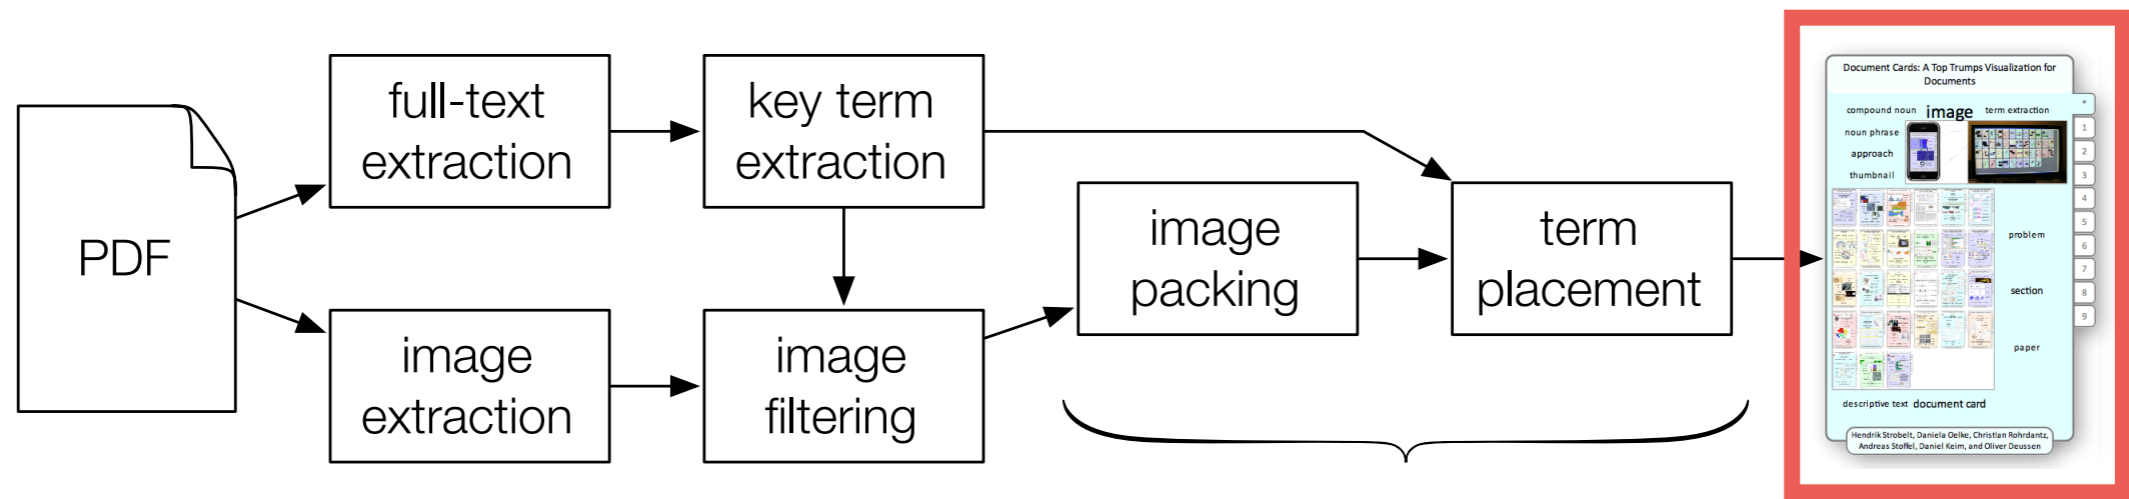 PDF
full-text
extraction
key term
extraction
image
extraction
image
filtering
image
packing
term
placement
Document Cards: A Top Trumps Visualization for
Documents
compound noun image term extraction
noun phrase
approach
thumbnail
problem
section
paper
descriptive text document card
Hendrik Strobelt, Daniela Oelke, Christian Rohrdantz,
Andreas Stoffel, Daniel Keim, and Oliver Deussen
*
1
2
3
4
5
6
7
8
9